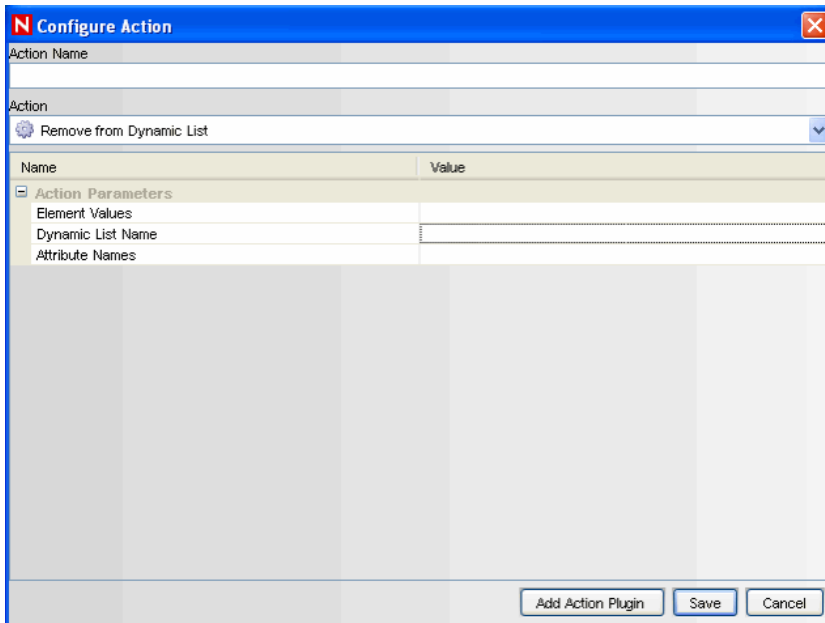 N Configure Action
Action Name
Action
Remove from Dynamic List
Name Value
Action Parameters
Element Values
Dynamic List Name
Attribute Names
Add Action Plugin Save Cancel